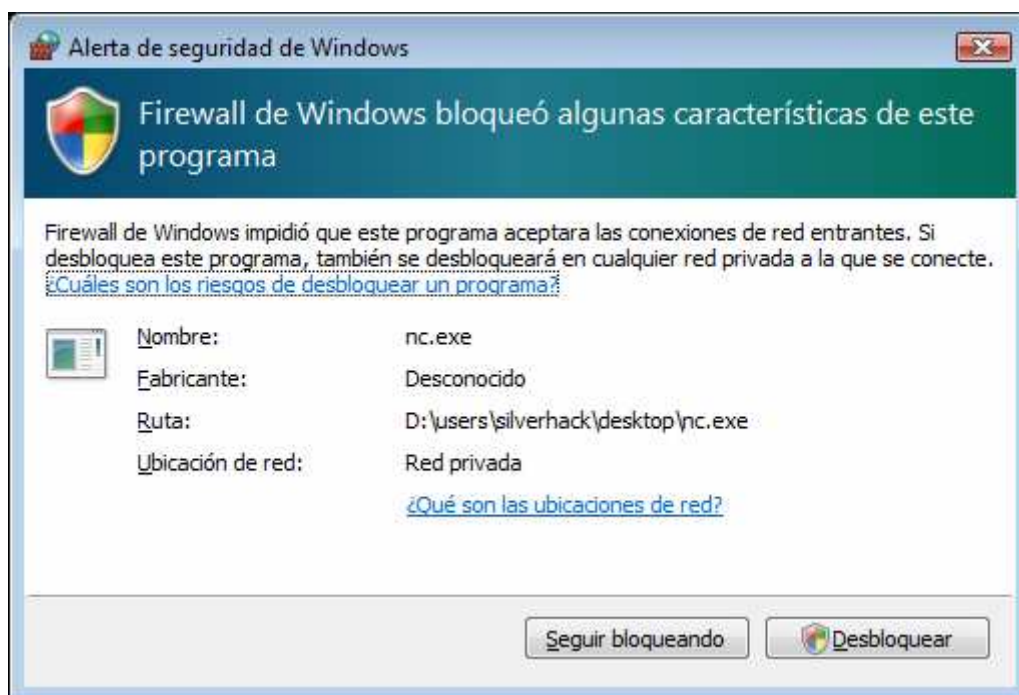 Alerta de seguridad de Windows
Firewall de Windows bloqueó algunas características de este
programa
Firewall de Windows impidió que este programa aceptara las conexiones de red entrantes. Si
desbloquea este programa, también se desbloqueará en cualquier red privada a la que se conecte.
¿Cuáles son los riesgos de desbloquear un programa?
Nombre: nc.exe
Fabricante: Desconocido
Ruta: D:\users\silverhack\desktop\nc.exe
Ubicación de red: Red privada
¿Qué son las ubicaciones de red?
Seguir bloqueando Desbloquear